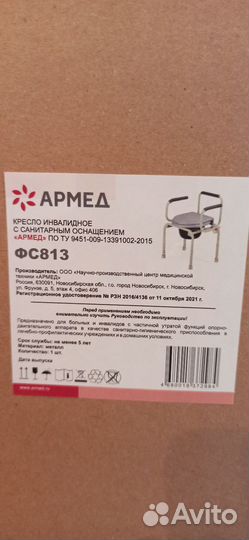 АРМЕД
КРЕСЛО ИНВАЛИДНОЕ
С САНИТАРНЫМ ОСНАЩЕНИЕМ
«АРМЕД» ПО ТУ 9451-009-13391002-2015
ФС813
Производитель: ООО «Научно-производственный центр медицинской
техники «АРМЕД»
Россия, 630091, Новосибирская обл., г.о. город Новосибирск, г. Новосибирск,
ул. Фрунзе, д. 5, этаж 4, офис 406
Регистрационное удостоверение № РЗН 2016/4136 от 11 октября 2021 г.
Перед применением необходимо
внимательно изучить Руководство по эксплуатации!
Предназначено для больных и инвалидов с частичной утратой функций опорно-
двигательного аппарата в качестве санитарно-гигиенического приспособления в
лечебно-профилактических учреждениях и в домашних условиях.
Срок службы: не менее 5 лет
Материал: металл
Количество: 1 шт.
Дата выпуска
www.armed.ru
Avito